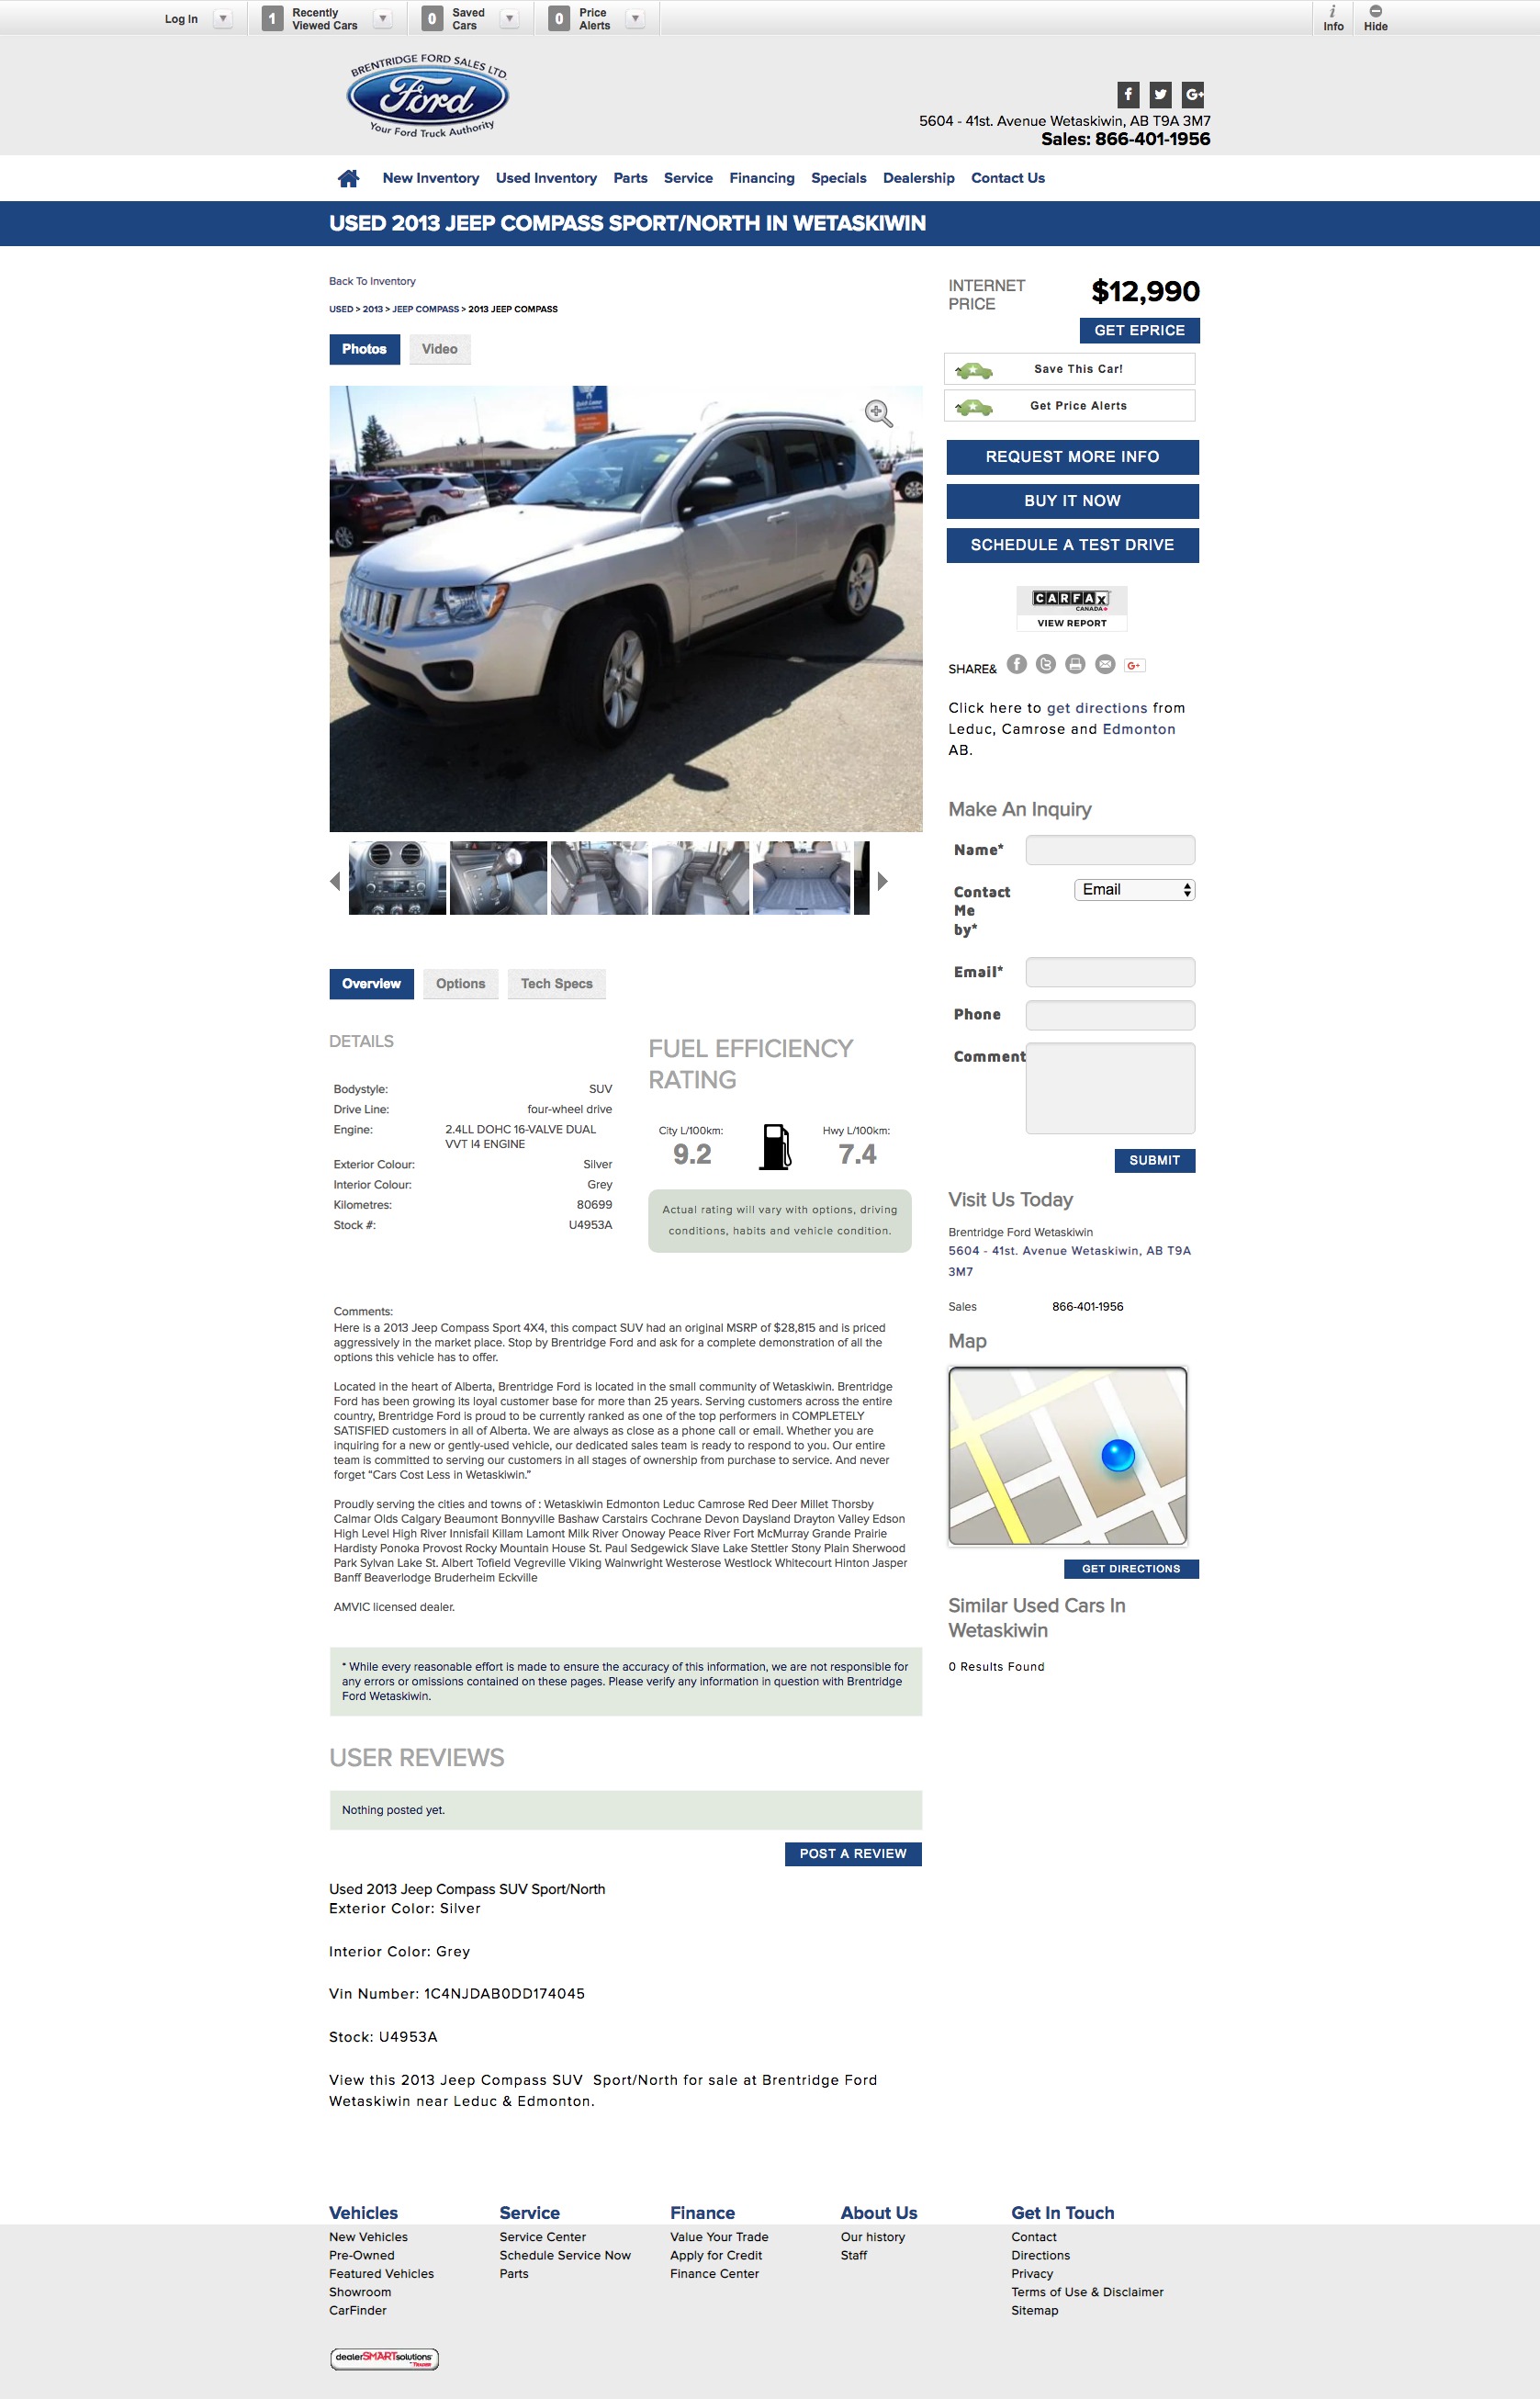 Log In
1 Recently
Viewed Cars
0 Saved
Cars
0 Price
Alerts
i
Info
Hide
BRENTRIDGE FORD SALES LTD.
Ford
Your Ford Truck Authority
5604 - 41st. Avenue Wetaskiwin, AB T9A 3M7
Sales: 866-401-1956
New Inventory Used Inventory Parts Service Financing Specials Dealership Contact Us
USED 2013 JEEP COMPASS SPORT/NORTH IN WETASKIWIN
Back To Inventory
USED > 2013 > JEEP COMPASS > 2013 JEEP COMPASS
Photos Video
INTERNET
PRICE
$12,990
GET EPRICE
Save This Car!
Get Price Alerts
REQUEST MORE INFO
BUY IT NOW
SCHEDULE A TEST DRIVE
CARFAX
CANADA
VIEW REPORT
SHARE&
Click here to get directions from
Leduc, Camrose and Edmonton
AB.
Make An Inquiry
Name*
Contact
Me
by*
Email
Email*
Phone
Comment
SUBMIT
Overview Options Tech Specs
DETAILS
Bodystyle: SUV
Drive Line: four-wheel drive
Engine: 2.4LL DOHC 16-VALVE DUAL
VVT I4 ENGINE
Exterior Colour: Silver
Interior Colour: Grey
Kilometres: 80699
Stock #: U4953A
FUEL EFFICIENCY
RATING
City L/100km:
9.2
Hwy L/100km:
7.4
Actual rating will vary with options, driving
conditions, habits and vehicle condition.
Visit Us Today
Brentridge Ford Wetaskiwin
5604 - 41st. Avenue Wetaskiwin, AB T9A
3M7
Sales 866-401-1956
Map
GET DIRECTIONS
Similar Used Cars In
Wetaskiwin
0 Results Found
Comments:
Here is a 2013 Jeep Compass Sport 4X4, this compact SUV had an original MSRP of $28,815 and is priced
aggressively in the market place. Stop by Brentridge Ford and ask for a complete demonstration of all the
options this vehicle has to offer.
Located in the heart of Alberta, Brentridge Ford is located in the small community of Wetaskiwin. Brentridge
Ford has been growing its loyal customer base for more than 25 years. Serving customers across the entire
country, Brentridge Ford is proud to be currently ranked as one of the top performers in COMPLETELY
SATISFIED customers in all of Alberta. We are always as close as a phone call or email. Whether you are
inquiring for a new or gently-used vehicle, our dedicated sales team is ready to respond to you. Our entire
team is committed to serving our customers in all stages of ownership from purchase to service. And never
forget “Cars Cost Less in Wetaskiwin.”
Proudly serving the cities and towns of : Wetaskiwin Edmonton Leduc Camrose Red Deer Millet Thorsby
Calmar Olds Calgary Beaumont Bonnyville Bashaw Carstairs Cochrane Devon Daysland Drayton Valley Edson
High Level High River Innisfail Killam Lamont Milk River Onoway Peace River Fort McMurray Grande Prairie
Hardisty Ponoka Provost Rocky Mountain House St. Paul Sedgewick Slave Lake Stettler Stony Plain Sherwood
Park Sylvan Lake St. Albert Tofield Vegreville Viking Wainwright Westerose Westlock Whitecourt Hinton Jasper
Banff Beaverlodge Bruderheim Eckville
AMVIC licensed dealer.
* While every reasonable effort is made to ensure the accuracy of this information, we are not responsible for
any errors or omissions contained on these pages. Please verify any information in question with Brentridge
Ford Wetaskiwin.
USER REVIEWS
Nothing posted yet.
POST A REVIEW
Used 2013 Jeep Compass SUV Sport/North
Exterior Color: Silver
Interior Color: Grey
Vin Number: 1C4NJDAB0DD174045
Stock: U4953A
View this 2013 Jeep Compass SUV Sport/North for sale at Brentridge Ford
Wetaskiwin near Leduc & Edmonton.
Vehicles
New Vehicles
Pre-Owned
Featured Vehicles
Showroom
CarFinder
Service
Service Center
Schedule Service Now
Parts
Finance
Value Your Trade
Apply for Credit
Finance Center
About Us
Our history
Staff
Get In Touch
Contact
Directions
Privacy
Terms of Use & Disclaimer
Sitemap
dealerSMARTsolutions